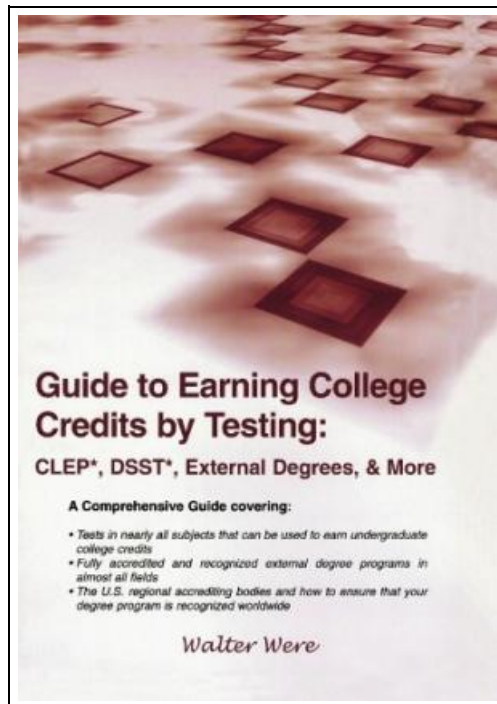 Guide to Earning College
Credits by Testing:
CLEP*, DSST*, External Degrees, & More
A Comprehensive Guide covering:
• Tests in nearly all subjects that can be used to earn undergraduate
college credits
• Fully accredited and recognized external degree programs in
almost all fields
• The U.S. regional accrediting bodies and how to ensure that your
degree program is recognized worldwide
Walter Were